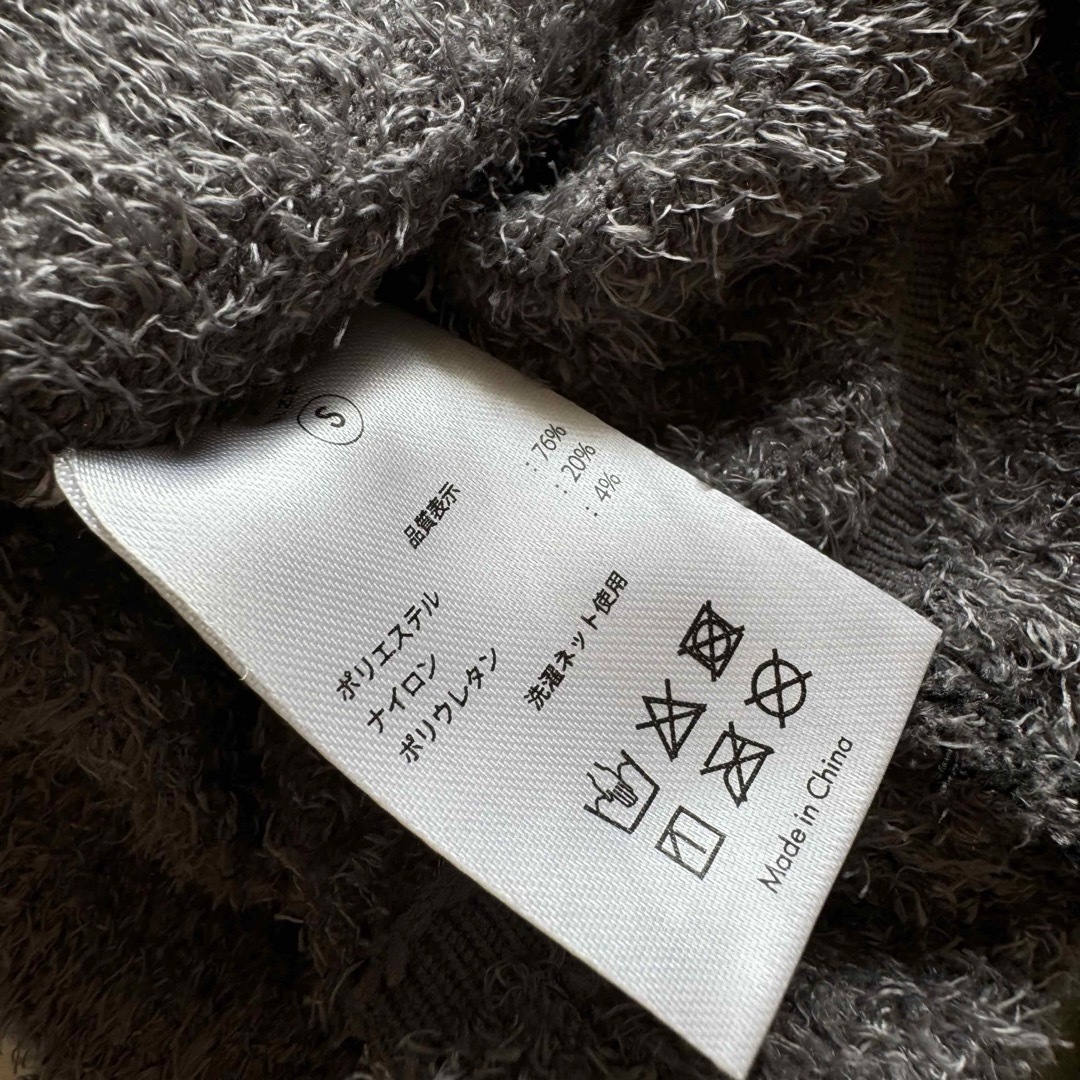 S
品質表示
ポリエステル : 76%
ナイロン : 20%
ポリウレタン : 4%
洗濯ネット使用
Made in China